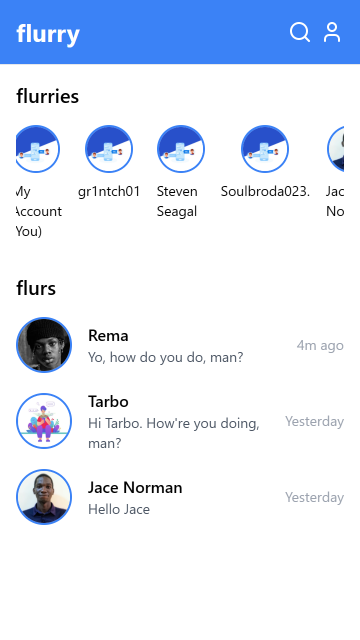 flurry
flurries
My
Account
You)
gr1ntch01
Steven
Seagal
Soulbroda023.
Jac
No
flurs
Rema
Yo, how do you do, man?
4m ago
Tarbo
Hi Tarbo. How're you doing,
man?
Yesterday
Jace Norman
Hello Jace
Yesterday